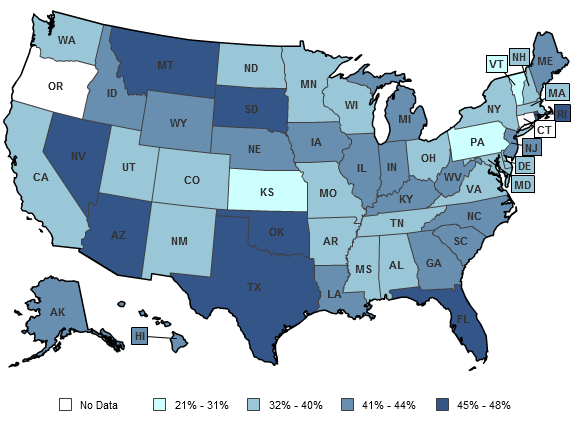 WA
MT
ND
MN
VT
NH
ME
OR
ID
SD
WI
MI
NY
MA
RI
CT
WY
IA
NE
PA
NJ
NV
UT
CO
KS
MO
IL
IN
OH
WV
VA
DE
MD
CA
KY
AZ
NM
OK
AR
TN
NC
SC
TX
LA
MS
AL
GA
FL
AK
HI
No Data
21% - 31%
32% - 40%
41% - 44%
45% - 48%